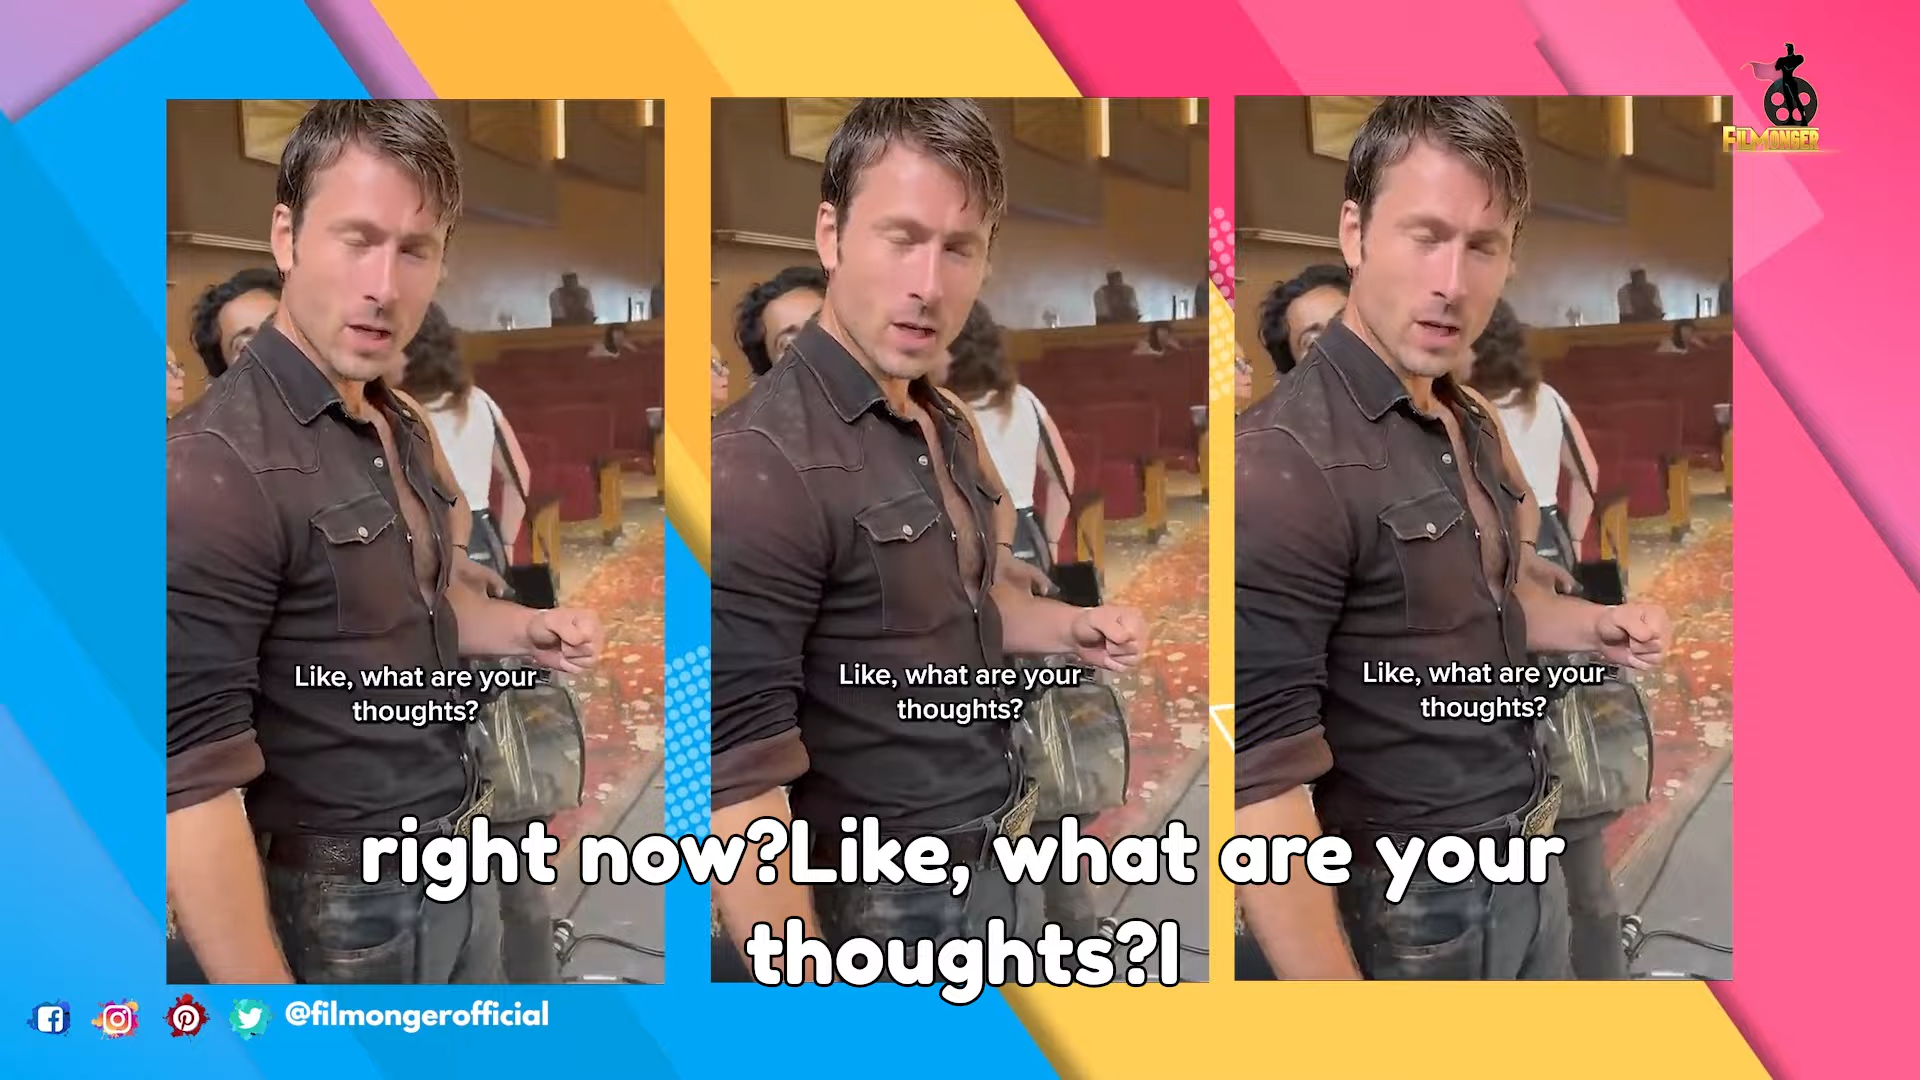 FILMONGER
Like, what are your
thoughts?
Like, what are your
thoughts?
Like, what are your
thoughts?
right now?Like, what are your
thoughts?I
@filmongerofficial